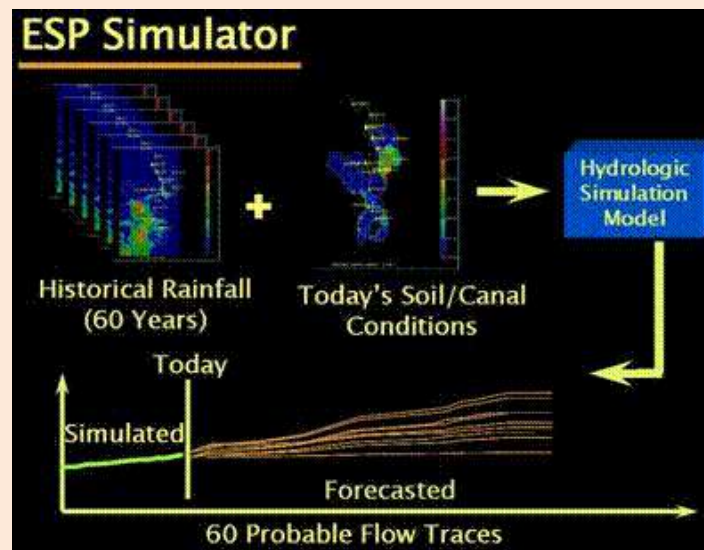 ESP Simulator
Historical Rainfall
(60 Years)
+
Today's Soil/Canal
Conditions
Hydrologic
Simulation
Model
Today
Simulated
Forecasted
60 Probable Flow Traces